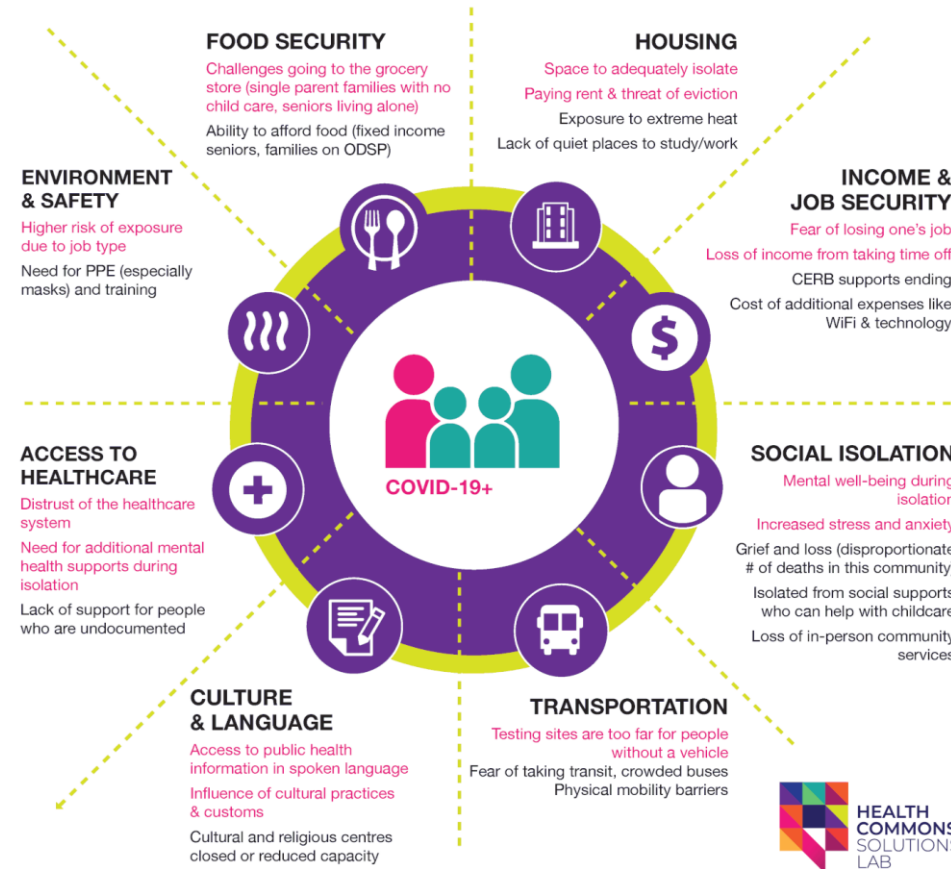 FOOD SECURITY
Challenges going to the grocery
store (single parent families with no
child care, seniors living alone)
Ability to afford food (fixed income
seniors, families on ODSP)
HOUSING
Space to adequately isolate
Paying rent & threat of eviction
Exposure to extreme heat
Lack of quiet places to study/work
ENVIRONMENT
& SAFETY
Higher risk of exposure
due to job type
Need for PPE (especially
masks) and training
INCOME &
JOB SECURITY
Fear of losing one's job
Loss of income from taking time off
CERB supports ending
Cost of additional expenses like
WiFi & technology
$
COVID-19+
ACCESS TO
HEALTHCARE
Distrust of the healthcare
system
Need for additional mental
health supports during
isolation
Lack of support for people
who are undocumented
SOCIAL ISOLATION
Mental well-being during
isolation
Increased stress and anxiety
Grief and loss (disproportionate
# of deaths in this community
Isolated from social supports
who can help with childcare
Loss of in-person community
services
CULTURE
& LANGUAGE
Access to public health
information in spoken language
Influence of cultural practices
& customs
Cultural and religious centres
closed or reduced capacity
TRANSPORTATION
Testing sites are too far for people
without a vehicle
Fear of taking transit, crowded buses
Physical mobility barriers
HEALTH
COMMONS
SOLUTIONS
LAB